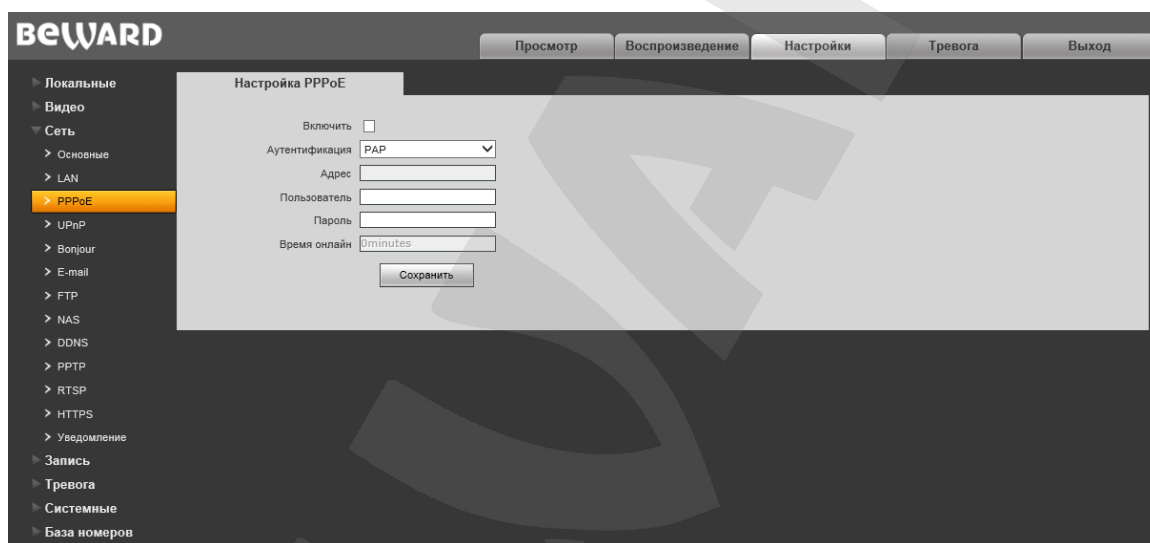 BEWARD
Просмотр
Воспроизведение
Настройки
Тревога
Выход
Локальные
Видео
Сеть
Основные
LAN
PPPoE
UPnP
Bonjour
E-mail
FTP
NAS
DDNS
PPTP
RTSP
HTTPS
Уведомление
Запись
Тревога
Системные
База номеров
Настройка PPPoE
Включить
Аутентификация PAP
Адрес
Пользователь
Пароль
Время онлайн 0minutes
Сохранить